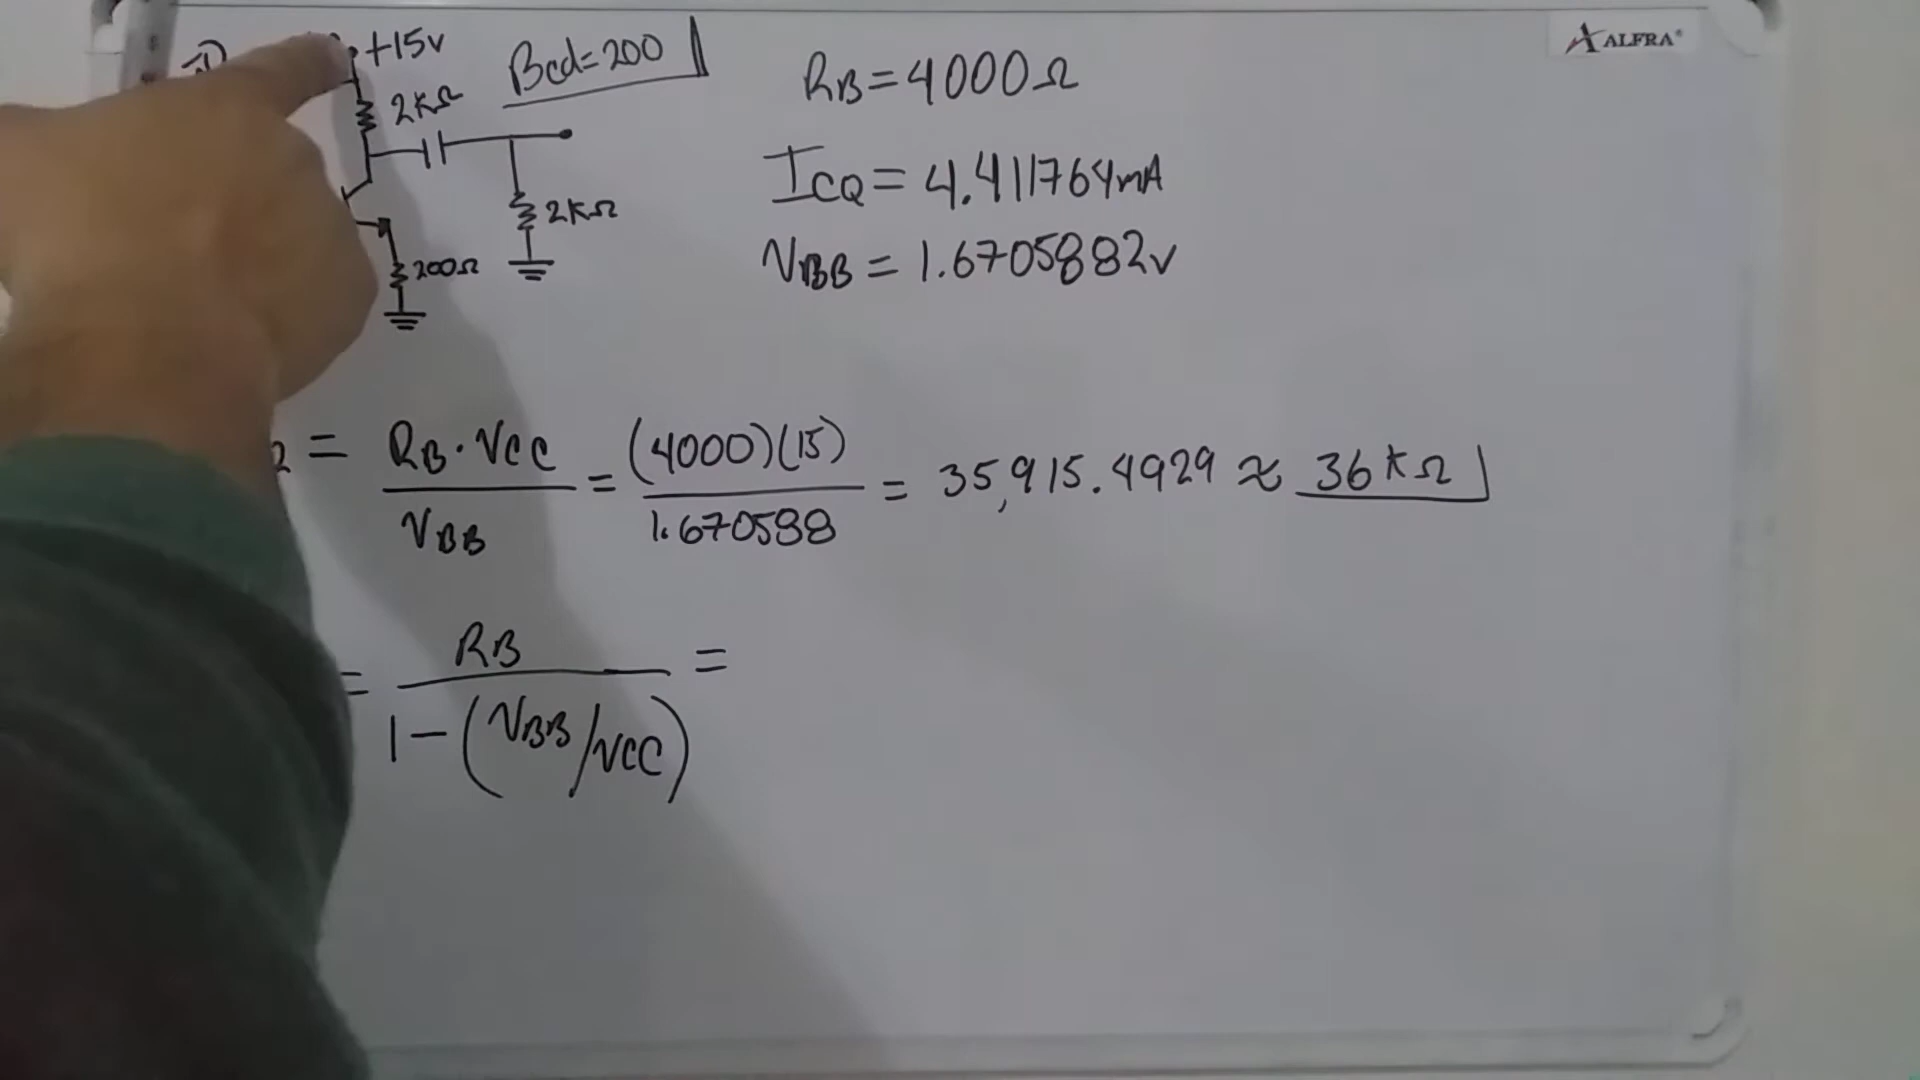 +15v
Bcd=200
2KΩ
2KΩ
200Ω
RB=4000Ω
ICQ=4.411764mA
VBB=1.6705882v
2 = RB·VCC / VBB = (4000)(15) / 1.670588 = 35,915.4929 ≈ 36KΩ
= RB / 1-(VBB/VCC) =
ALFRA